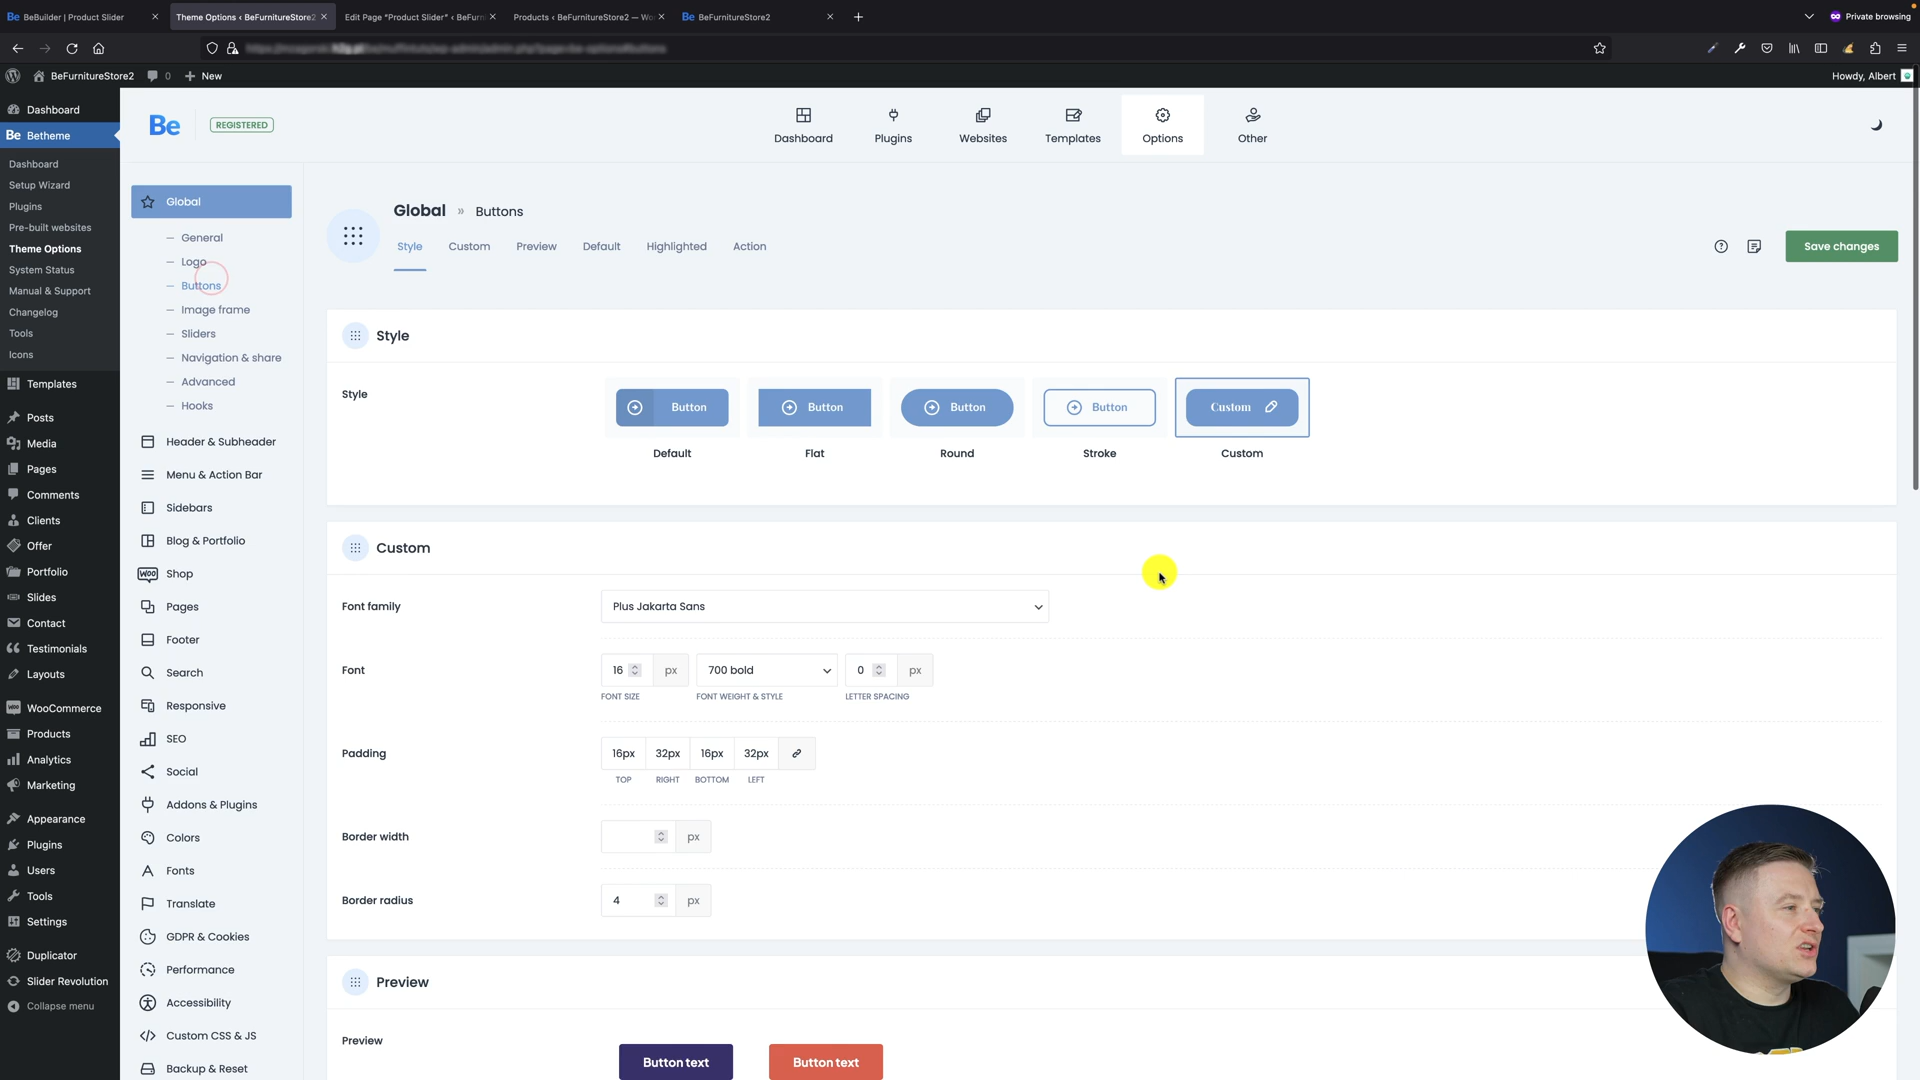 Be BeBuilder | Product Slider
Theme Options ‹ BeFurnitureStore2
Edit Page "Product Slider" ‹ BeFurn
Products ‹ BeFurnitureStore2 — Wo
Be BeFurnitureStore2
Private browsing
BeFurnitureStore2
0
New
Howdy, Albert
Dashboard
Be Betheme
Dashboard
Setup Wizard
Plugins
Pre-built websites
Theme Options
System Status
Manual & Support
Changelog
Tools
Icons
Templates
Posts
Media
Pages
Comments
Clients
Offer
Portfolio
Slides
Contact
Testimonials
Layouts
WooCommerce
Products
Analytics
Marketing
Appearance
Plugins
Users
Tools
Settings
Duplicator
Slider Revolution
Collapse menu
Be
REGISTERED
Dashboard
Plugins
Websites
Templates
Options
Other
Global
General
Logo
Buttons
Image frame
Sliders
Navigation & share
Advanced
Hooks
Header & Subheader
Menu & Action Bar
Sidebars
Blog & Portfolio
Shop
Pages
Footer
Search
Responsive
SEO
Social
Addons & Plugins
Colors
Fonts
Translate
GDPR & Cookies
Performance
Accessibility
Custom CSS & JS
Backup & Reset
Global » Buttons
Style Custom Preview Default Highlighted Action
Save changes
Style
Style
Button Button Button Button Custom
Default Flat Round Stroke Custom
Custom
Font family
Plus Jakarta Sans
Font
16 px 700 bold 0 px
FONT SIZE FONT WEIGHT & STYLE LETTER SPACING
Padding
16px 32px 16px 32px
TOP RIGHT BOTTOM LEFT
Border width
px
Border radius
4 px
Preview
Preview
Button text Button text